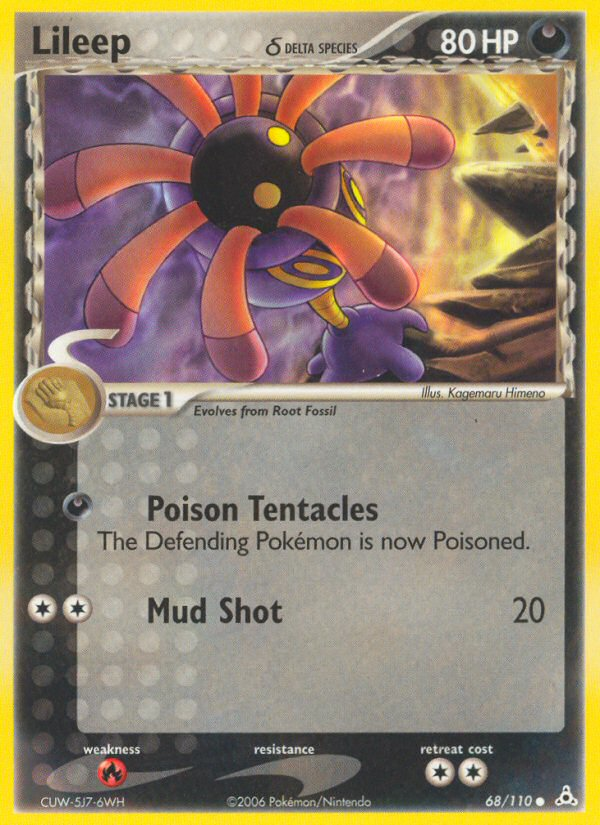 Lileep δ DELTA SPECIES 80 HP
Illus. Kagemaru Himeno
STAGE 1
Evolves from Root Fossil
Poison Tentacles
The Defending Pokémon is now Poisoned.
Mud Shot 20
weakness resistance retreat cost
CUW-5J7-6WH ©2006 Pokémon/Nintendo 68/110 ●